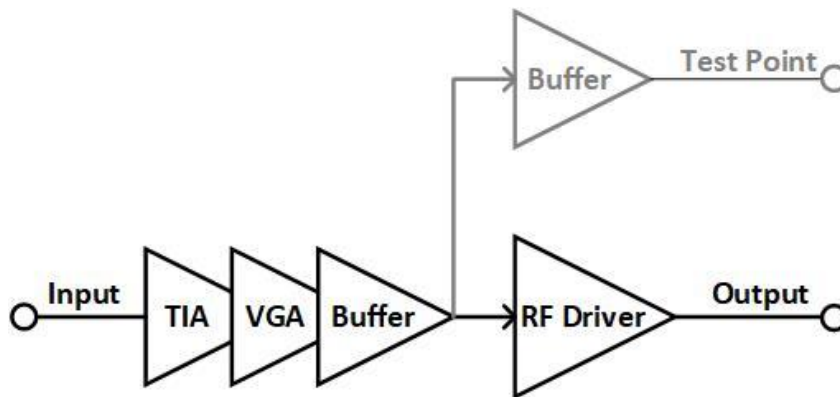 Test Point
Buffer
Input
TIA
VGA
Buffer
RF Driver
Output